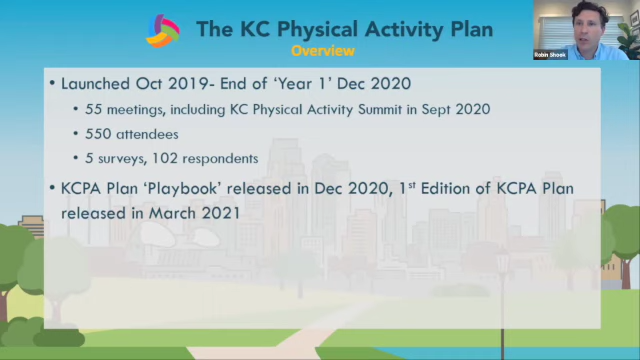 The KC Physical Activity Plan
Overview
Robin Shook
• Launched Oct 2019- End of ‘Year 1’ Dec 2020
• 55 meetings, including KC Physical Activity Summit in Sept 2020
• 550 attendees
• 5 surveys, 102 respondents
• KCPA Plan ‘Playbook’ released in Dec 2020, 1st Edition of KCPA Plan
released in March 2021